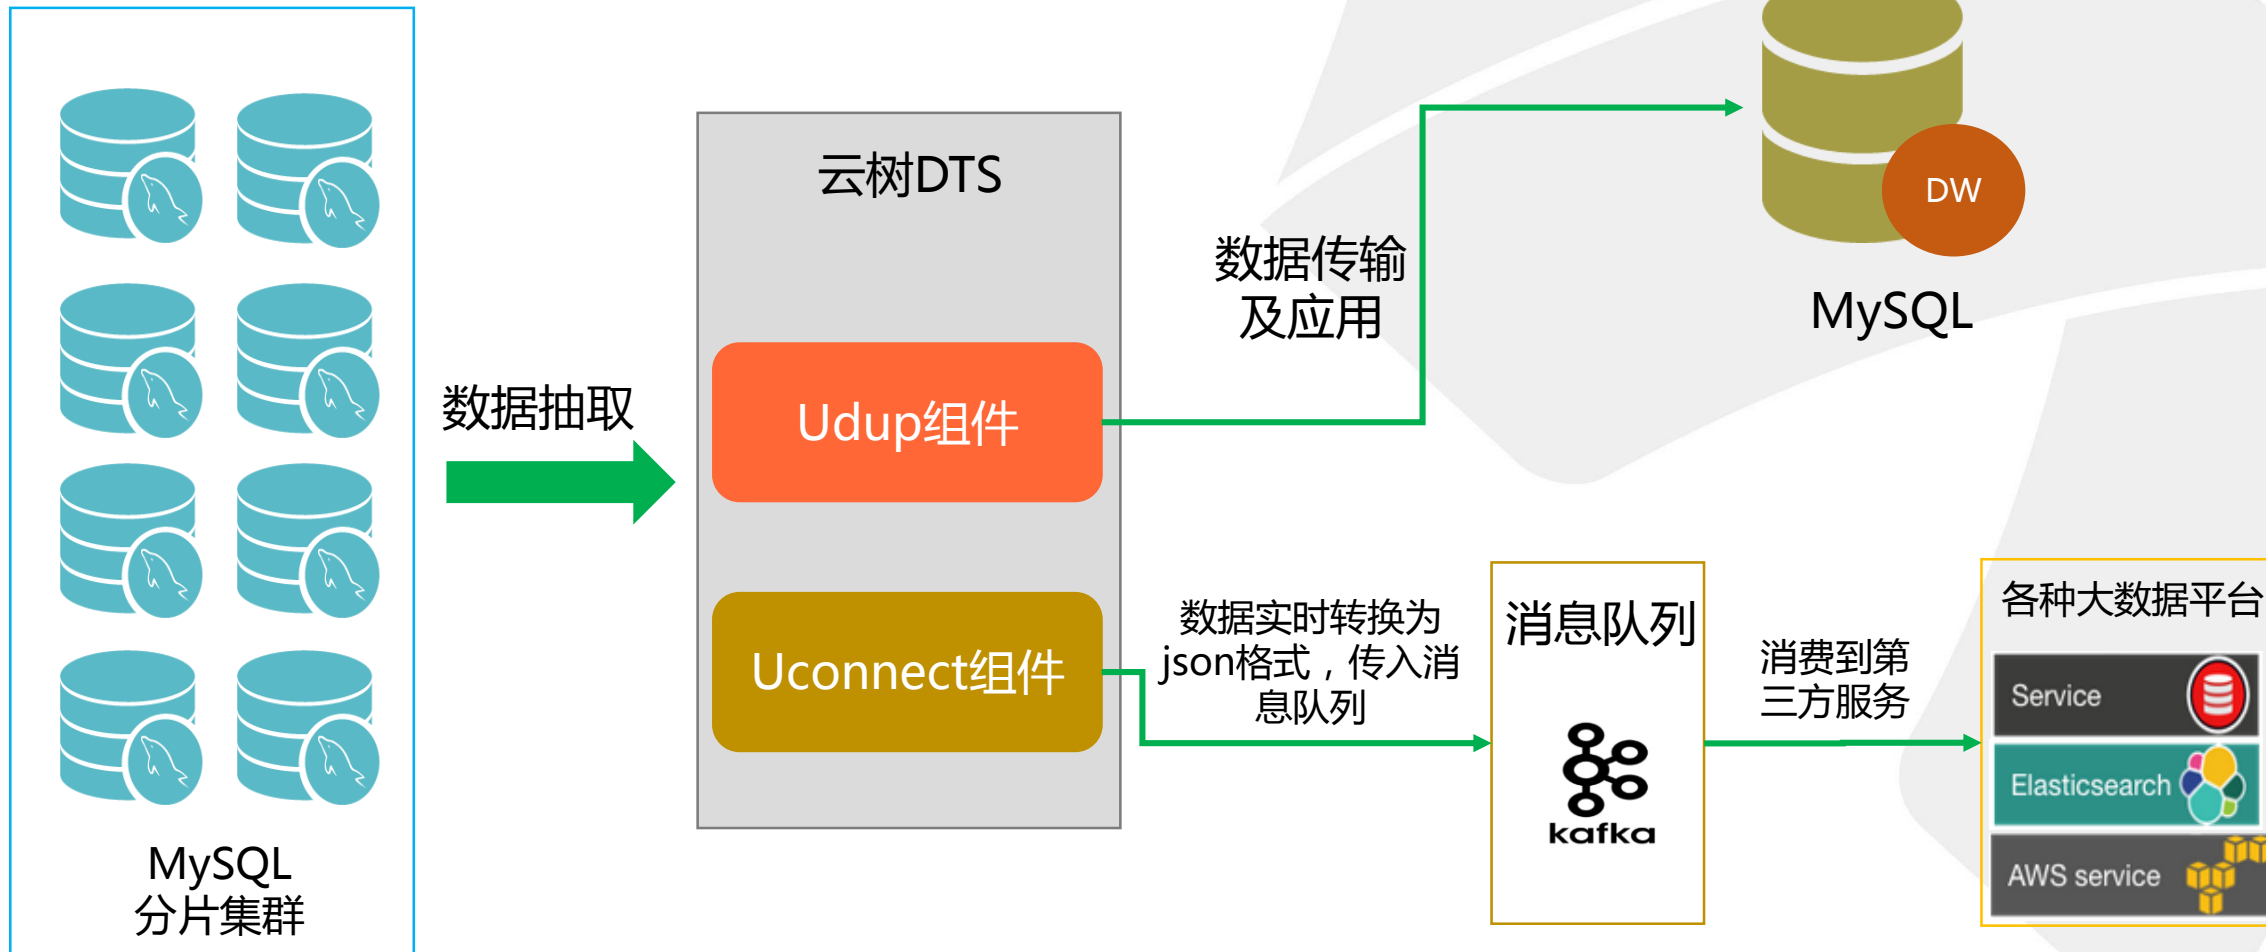 MySQL
分片集群
数据抽取
云树DTS
Udup组件
Uconnect组件
数据传输
及应用
DW
MySQL
数据实时转换为
json格式，传入消
息队列
消息队列
kafka
消费到第
三方服务
各种大数据平台
Service
Elasticsearch
AWS service